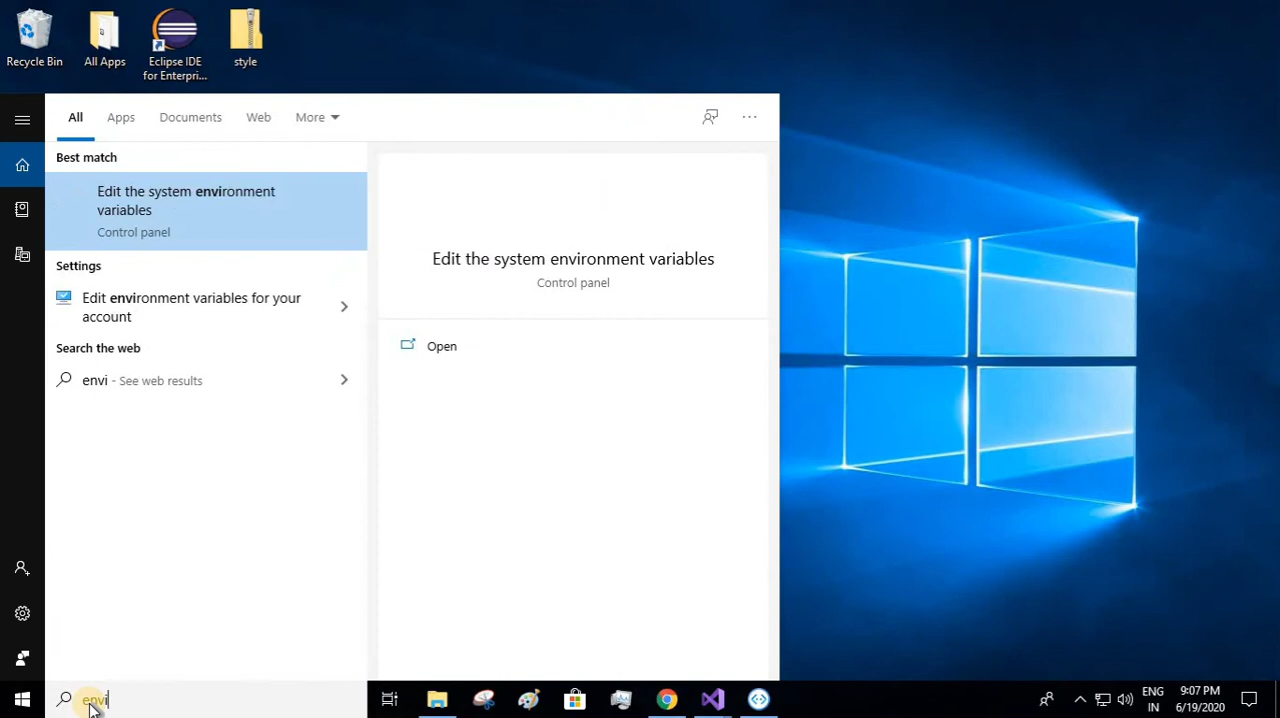 Recycle Bin
All Apps
Eclipse IDE
for Enterpri...
style
All
Apps
Documents
Web
More
Best match
Edit the system environment
variables
Control panel
Settings
Edit environment variables for your
account
Search the web
envi - See web results
Edit the system environment variables
Control panel
Open
envi
ENG
IN
9:07 PM
6/19/2020